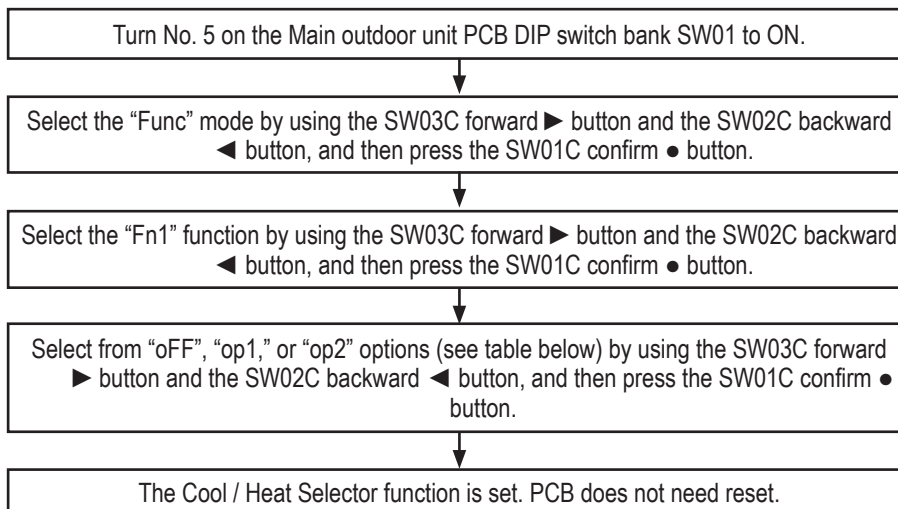 Turn No. 5 on the Main outdoor unit PCB DIP switch bank SW01 to ON.
Select the “Func” mode by using the SW03C forward ► button and the SW02C backward
◄ button, and then press the SW01C confirm ● button.
Select the “Fn1” function by using the SW03C forward ► button and the SW02C backward
◄ button, and then press the SW01C confirm ● button.
Select from “oFF”, “op1,” or “op2” options (see table below) by using the SW03C forward
► button and the SW02C backward ◄ button, and then press the SW01C confirm ●
button.
The Cool / Heat Selector function is set. PCB does not need reset.